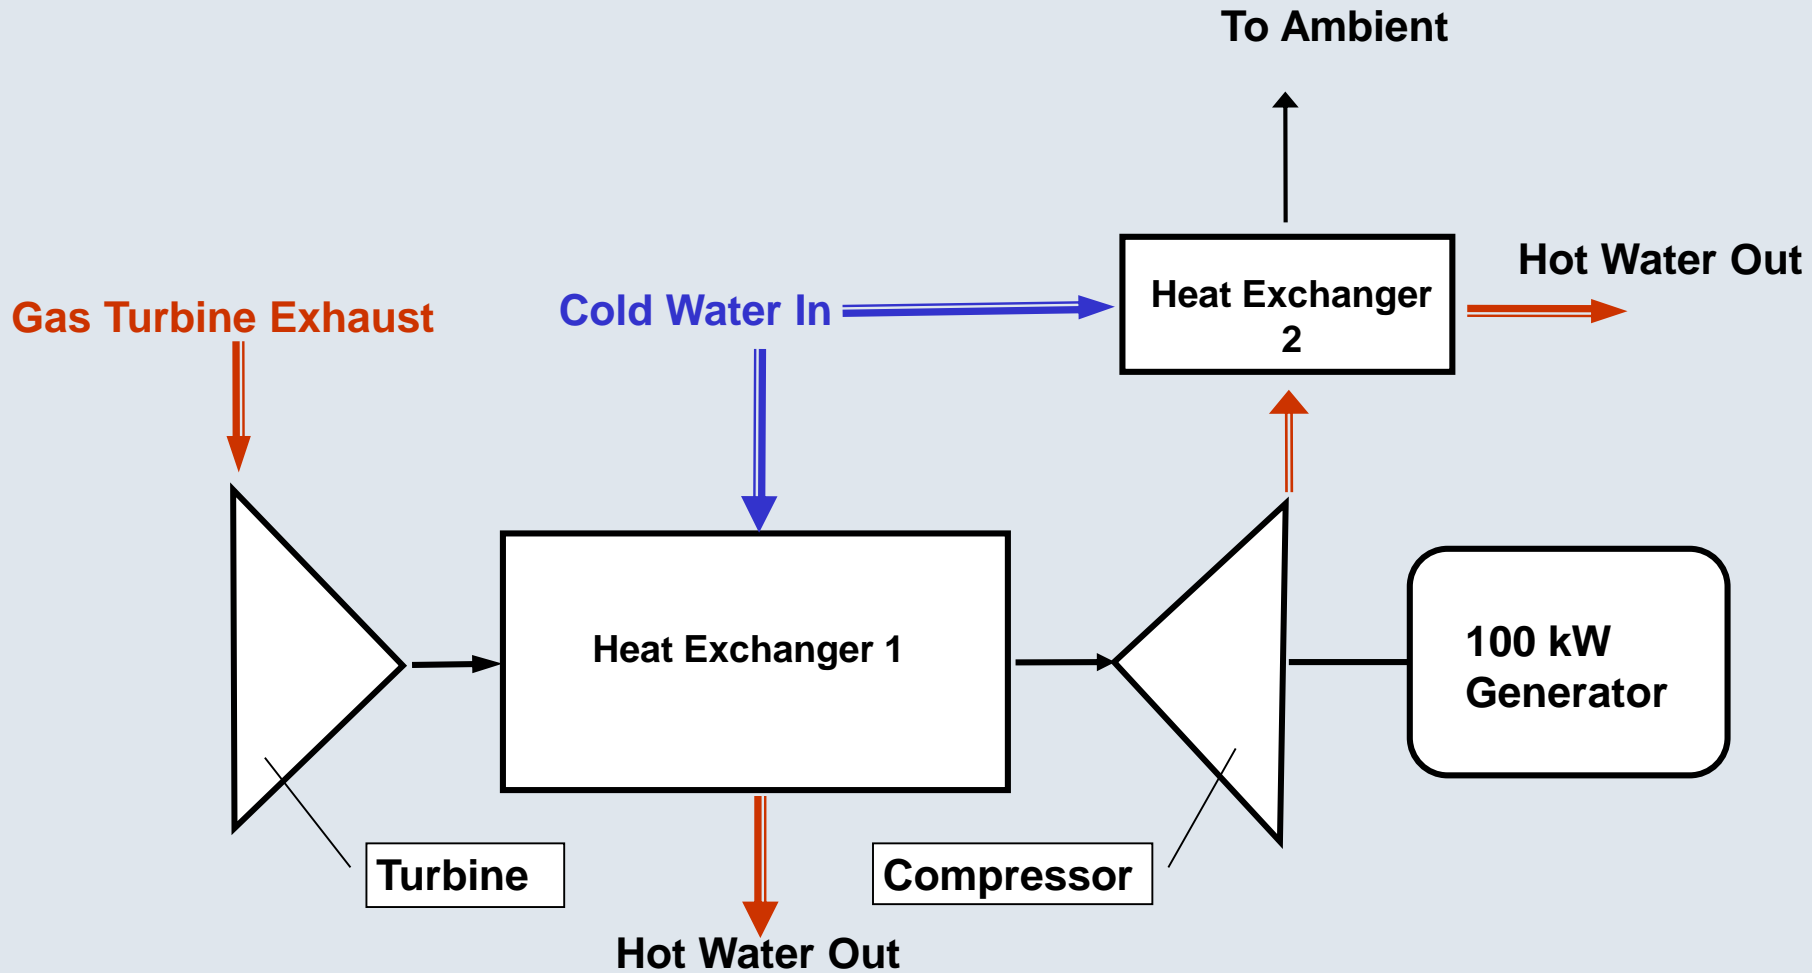 To Ambient
Hot Water Out
Heat Exchanger
2
Gas Turbine Exhaust
Cold Water In
Heat Exchanger 1
100 kW
Generator
Turbine
Compressor
Hot Water Out